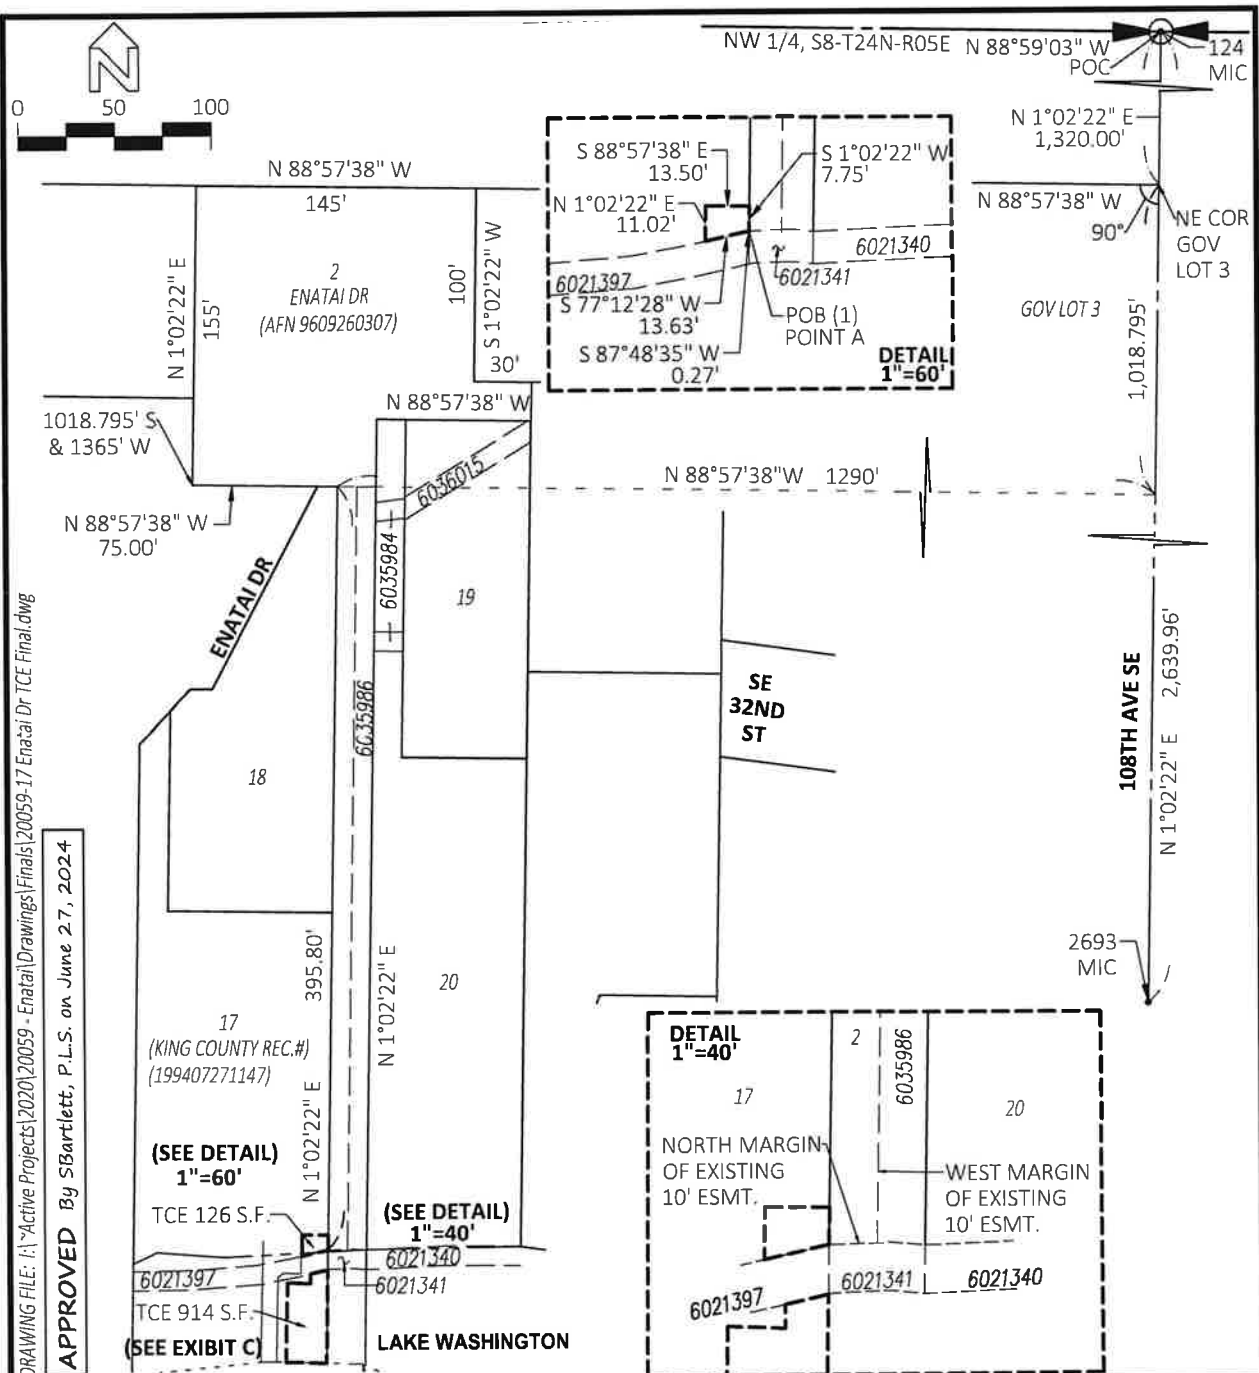 N
0 50 100
NW 1/4, S8-T24N-R05E
N 88°59'03" W
POC
124
MIC
N 1°02'22" E
1,320.00'
N 88°57'38" W
90°
NE COR
GOV
LOT 3
GOV LOT 3
1,018.795'
N 88°57'38" W
145'
N 1°02'22" E
155'
2
ENATAI DR
(AFN 9609260307)
100'
S 1°02'22" W
30'
S 88°57'38" E
13.50'
S 1°02'22" W
7.75'
N 1°02'22" E
11.02'
6021340
6021397
6021341
S 77°12'28" W
13.63'
POB (1)
POINT A
S 87°48'35" W
0.27'
DETAIL
1"=60'
1018.795' S
& 1365' W
N 88°57'38" W
N 88°57'38" W
75.00'
N 88°57'38"W 1290'
6036015
6035984
ENATAI DR
19
6035986
18
SE
32ND
ST
108TH AVE SE
N 1°02'22" E 2,639.96'
2693
MIC
395.80'
N 1°02'22" E
N 1°02'22" E
20
17
(KING COUNTY REC.#)
(199407271147)
(SEE DETAIL)
1"=60'
TCE 126 S.F.
(SEE DETAIL)
1"=40'
6021340
6021397
6021341
TCE 914 S.F.
(SEE EXIBIT C)
LAKE WASHINGTON
DETAIL
1"=40'
2
6035986
17
20
NORTH MARGIN
OF EXISTING
10' ESMT.
WEST MARGIN
OF EXISTING
10' ESMT.
6021341
6021340
6021397
DRAWING FILE: I:\~Active Projects\2020\20059 - Enatai\Drawings\Finals\20059-17 Enatai Dr TCE Final.dwg
APPROVED By SBartlett, P.L.S. on June 27, 2024